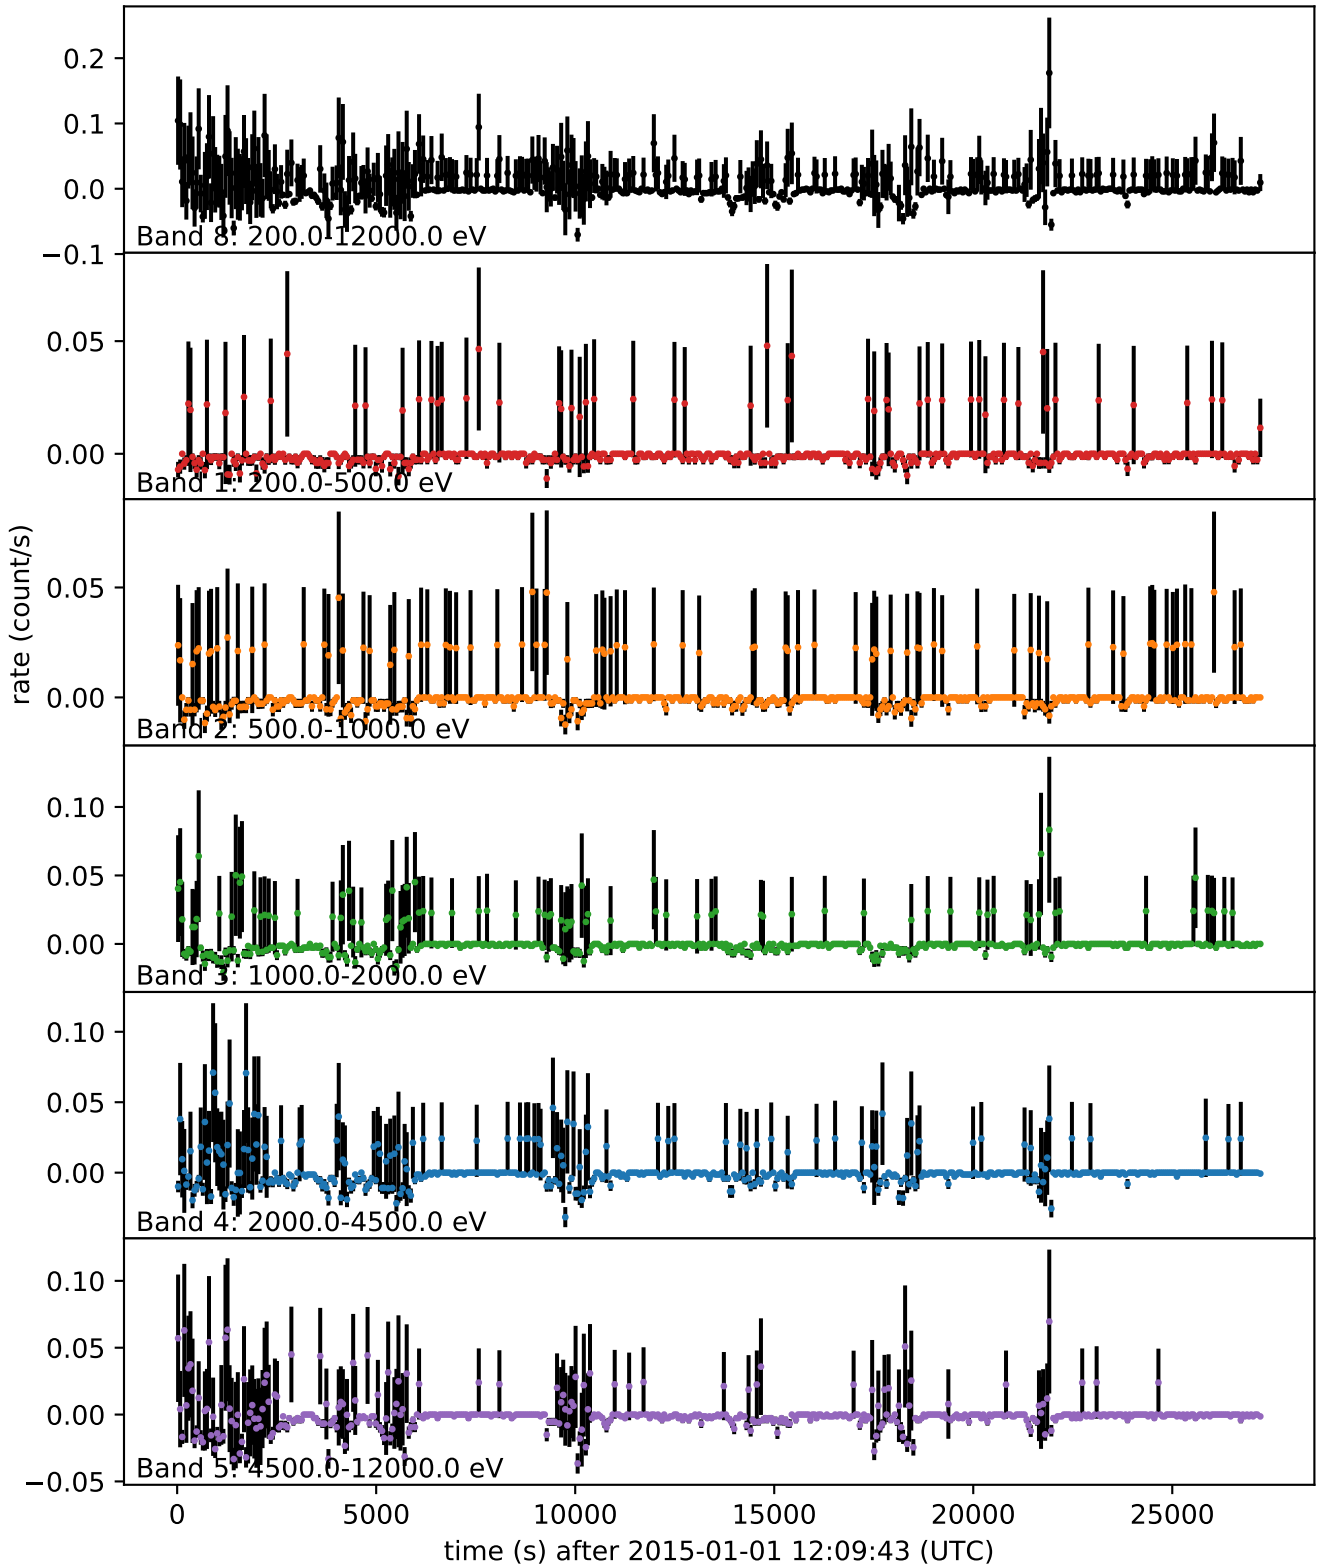 0.2
0.1
0.0
−0.1
Band 8: 200.0-12000.0 eV
0.05
0.00
Band 1: 200.0-500.0 eV
0.05
0.00
Band 2: 500.0-1000.0 eV
rate (count/s)
0.10
0.05
0.00
Band 3: 1000.0-2000.0 eV
0.10
0.05
0.00
Band 4: 2000.0-4500.0 eV
0.10
0.05
0.00
−0.05
Band 5: 4500.0-12000.0 eV
0 5000 10000 15000 20000 25000
time (s) after 2015-01-01 12:09:43 (UTC)